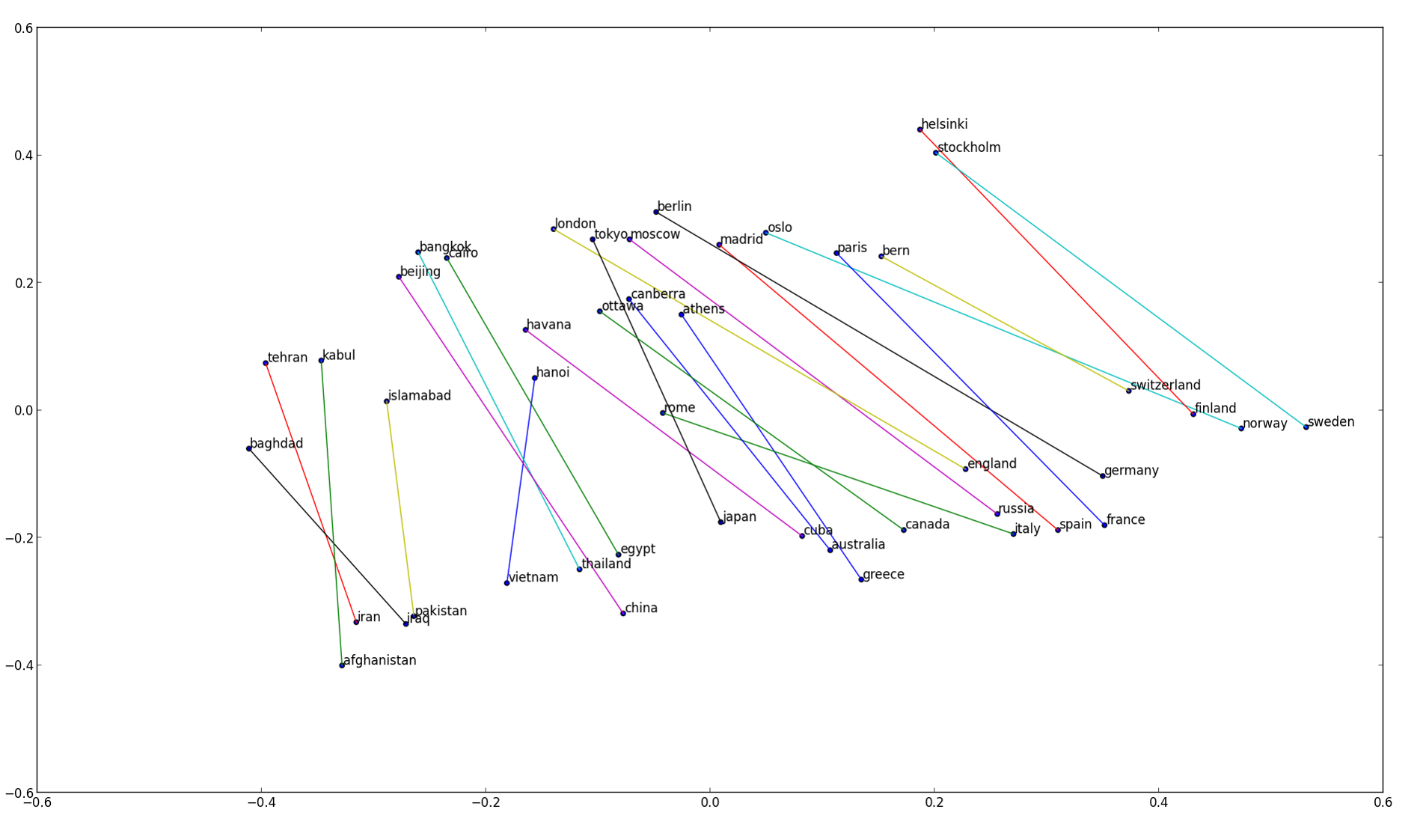 0.6
helsinki
0.4
stockholm
berlin
london
oslo
tokyo moscow
madrid
bangkok
cairo
paris
bern
beijing
0.2
canberra
ottawa
athens
havana
tehran
kabul
hanoi
switzerland
islamabad
0.0
rome
finland
norway
sweden
baghdad
england
germany
japan
russia
france
−0.2
cuba
canada
italy
spain
australia
egypt
thailand
greece
vietnam
china
pakistan
iran
iraq
−0.4
afghanistan
−0.6
−0.6
−0.4
−0.2
0.0
0.2
0.4
0.6